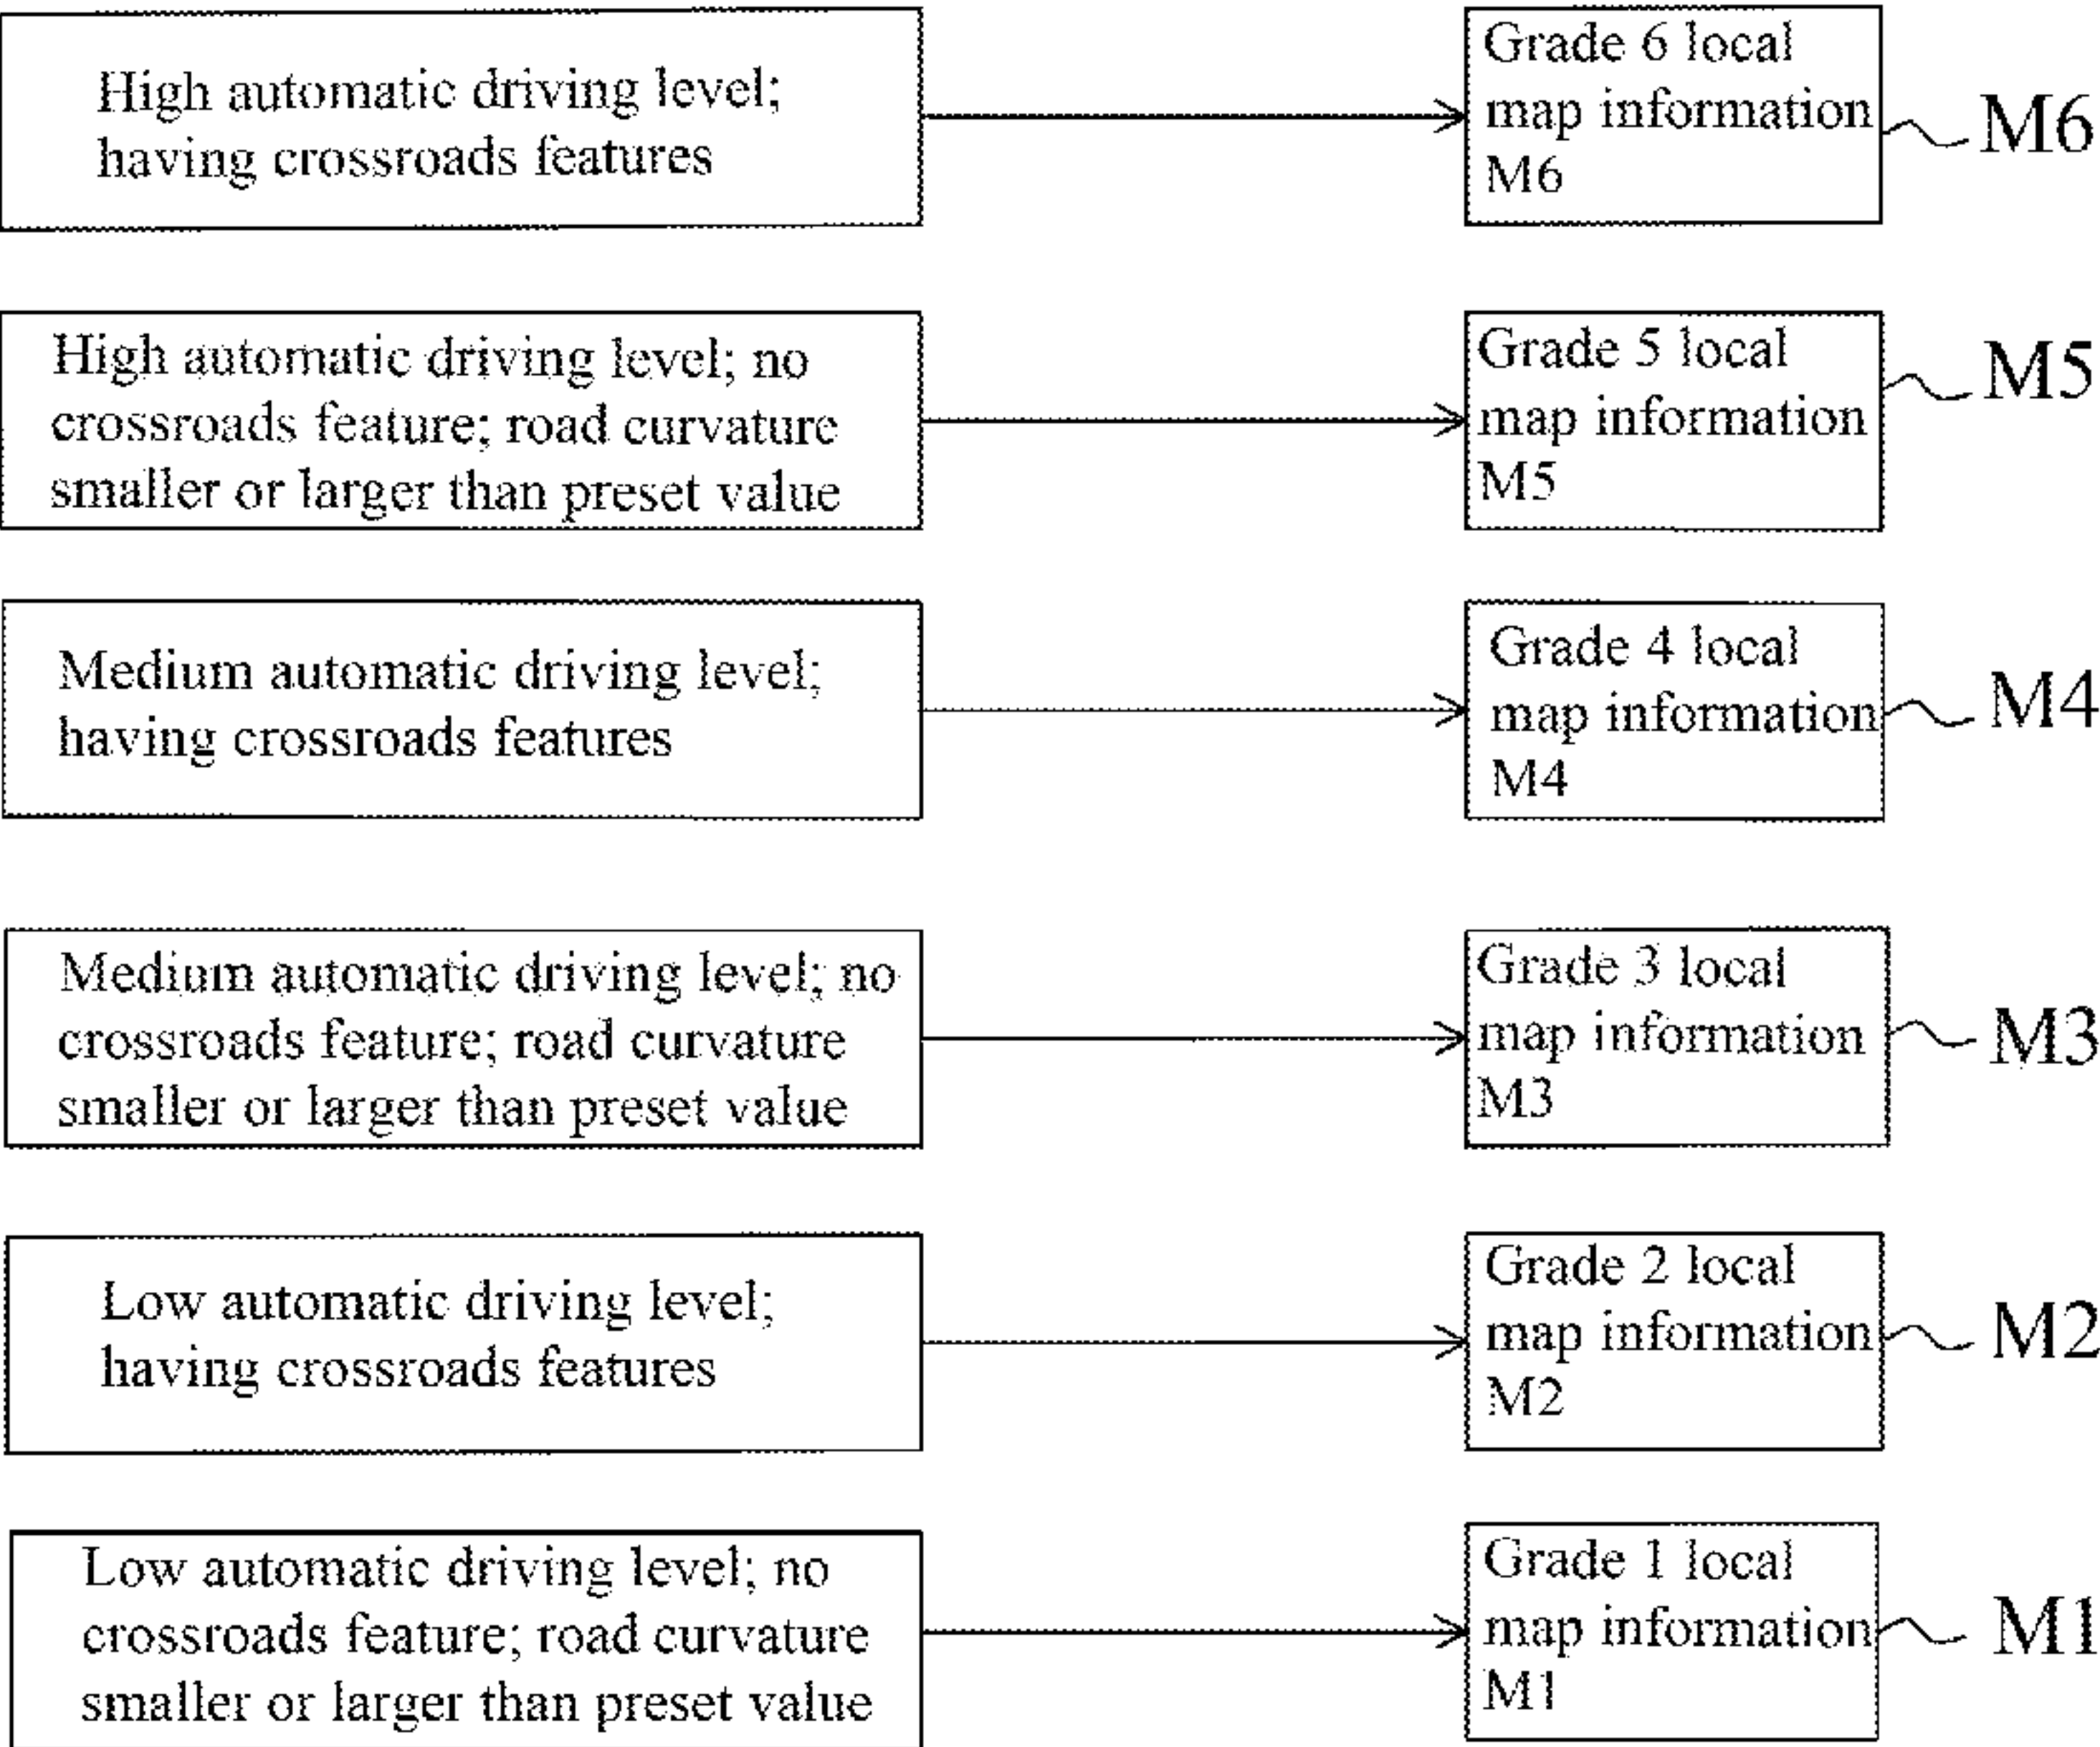 High automatic driving level;
having crossroads features
Grade 6 local
map information
M6
M6
High automatic driving level; no
crossroads feature; road curvature
smaller or larger than preset value
Grade 5 local
map information
M5
M5
Medium automatic driving level;
having crossroads features
Grade 4 local
map information
M4
M4
Medium automatic driving level; no
crossroads feature; road curvature
smaller or larger than preset value
Grade 3 local
map information
M3
M3
Low automatic driving level;
having crossroads features
Grade 2 local
map information
M2
M2
Low automatic driving level; no
crossroads feature; road curvature
smaller or larger than preset value
Grade 1 local
map information
M1
M1